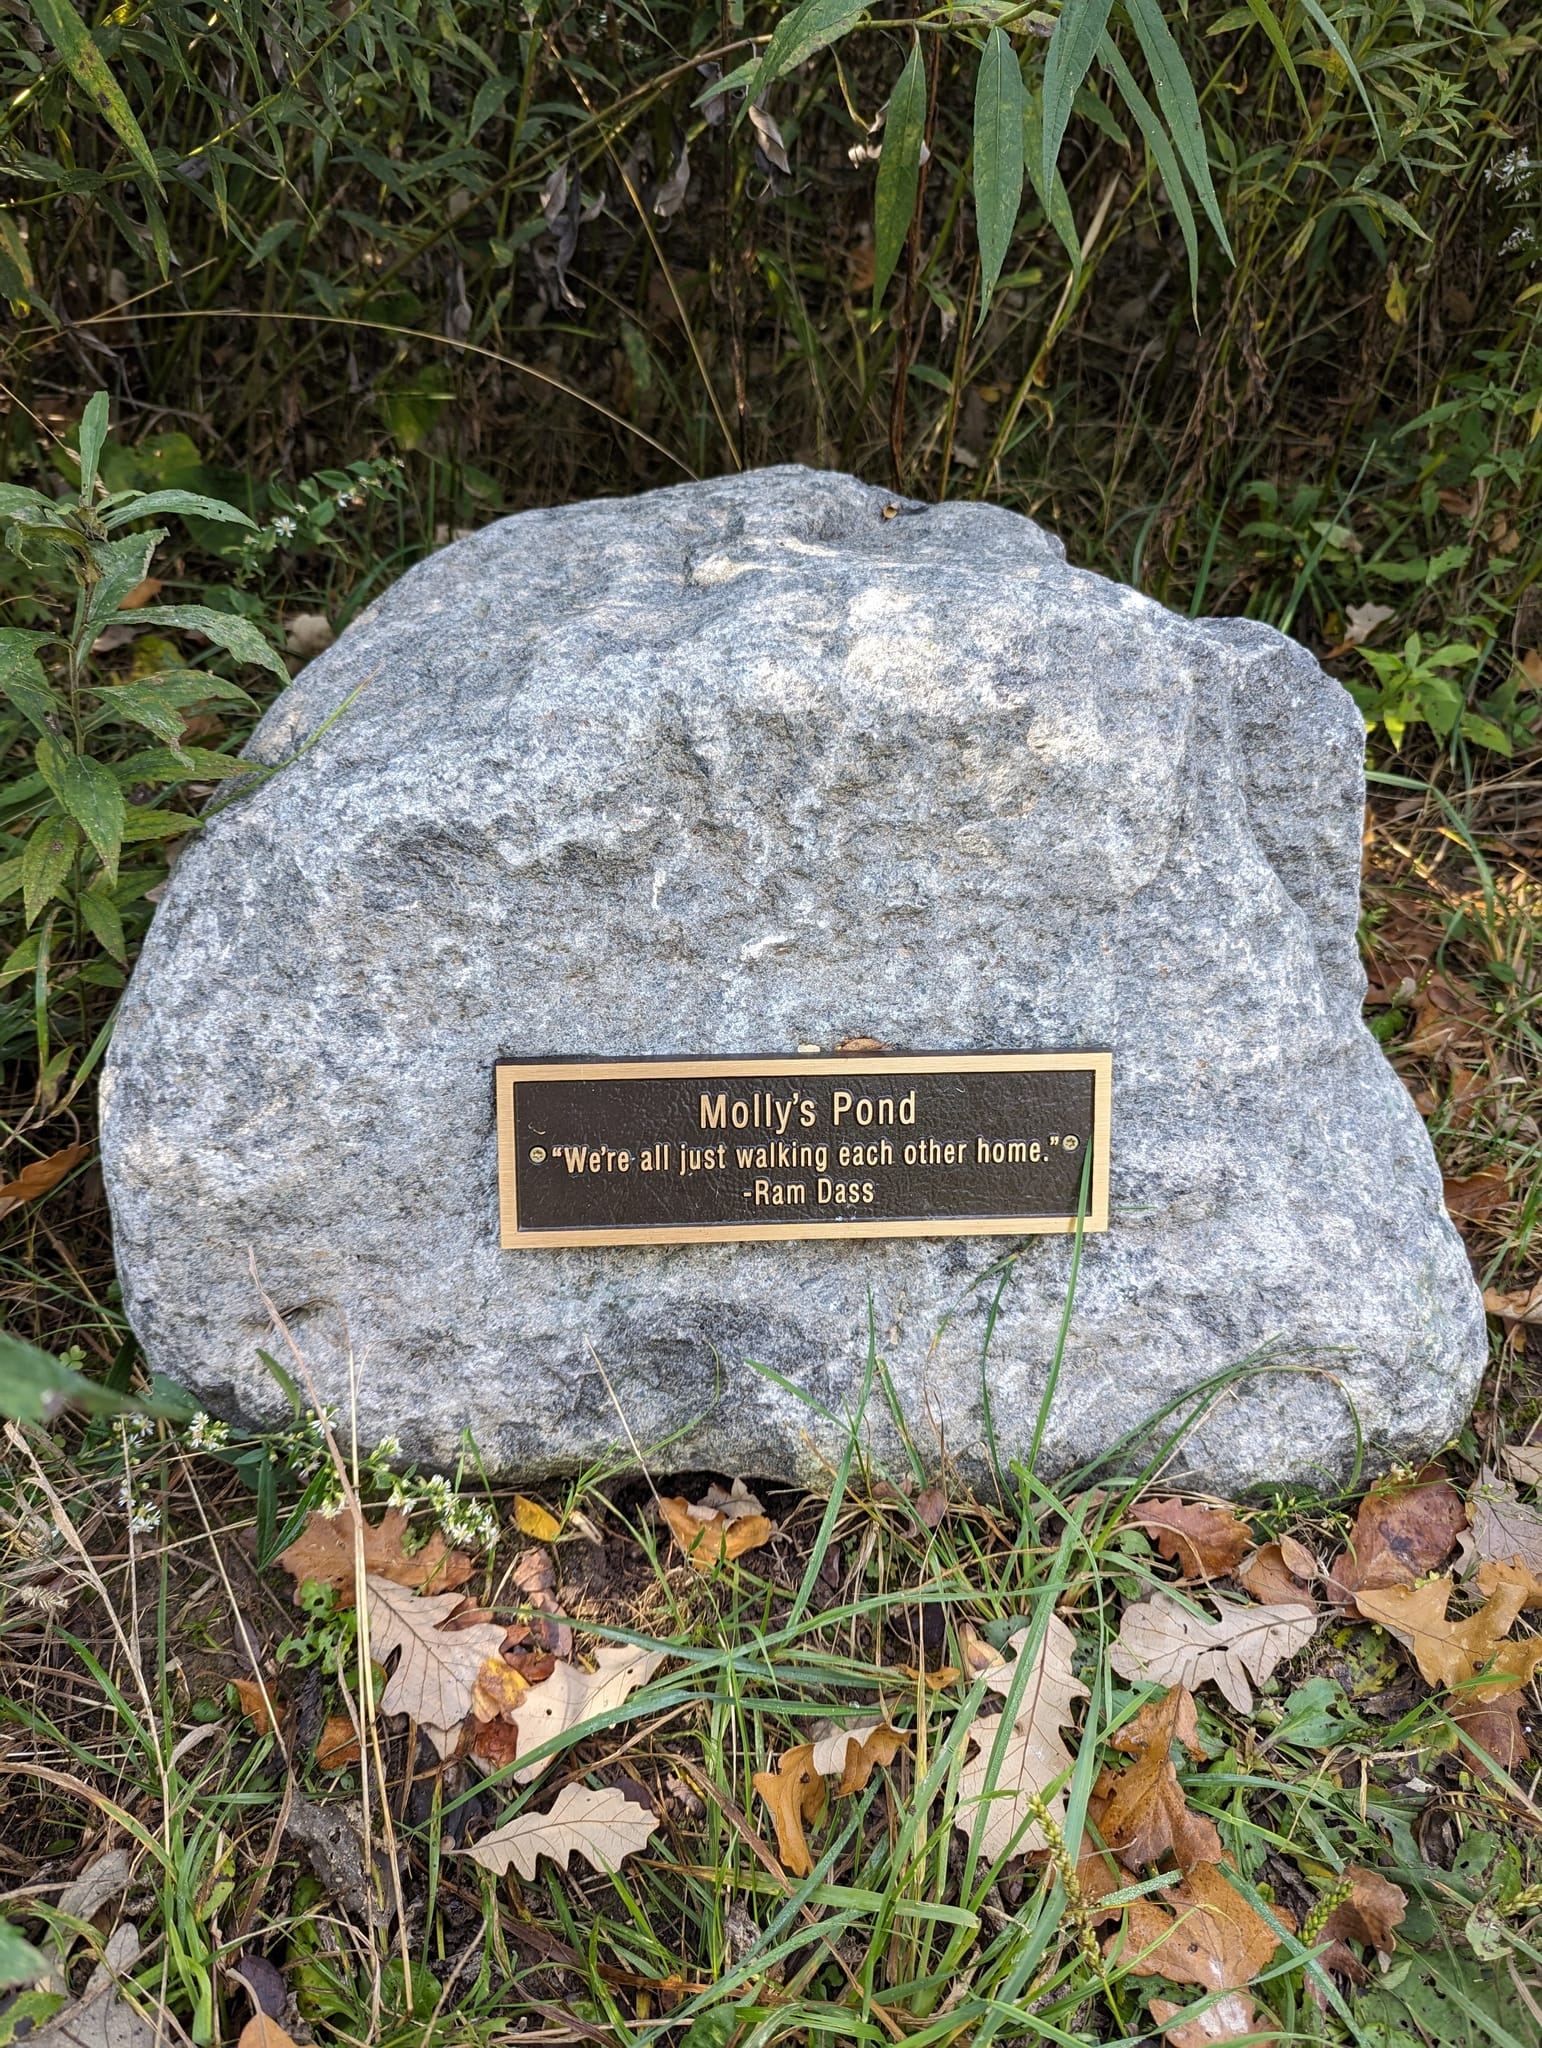 Molly's Pond
“We're all just walking each other home.”
-Ram Dass